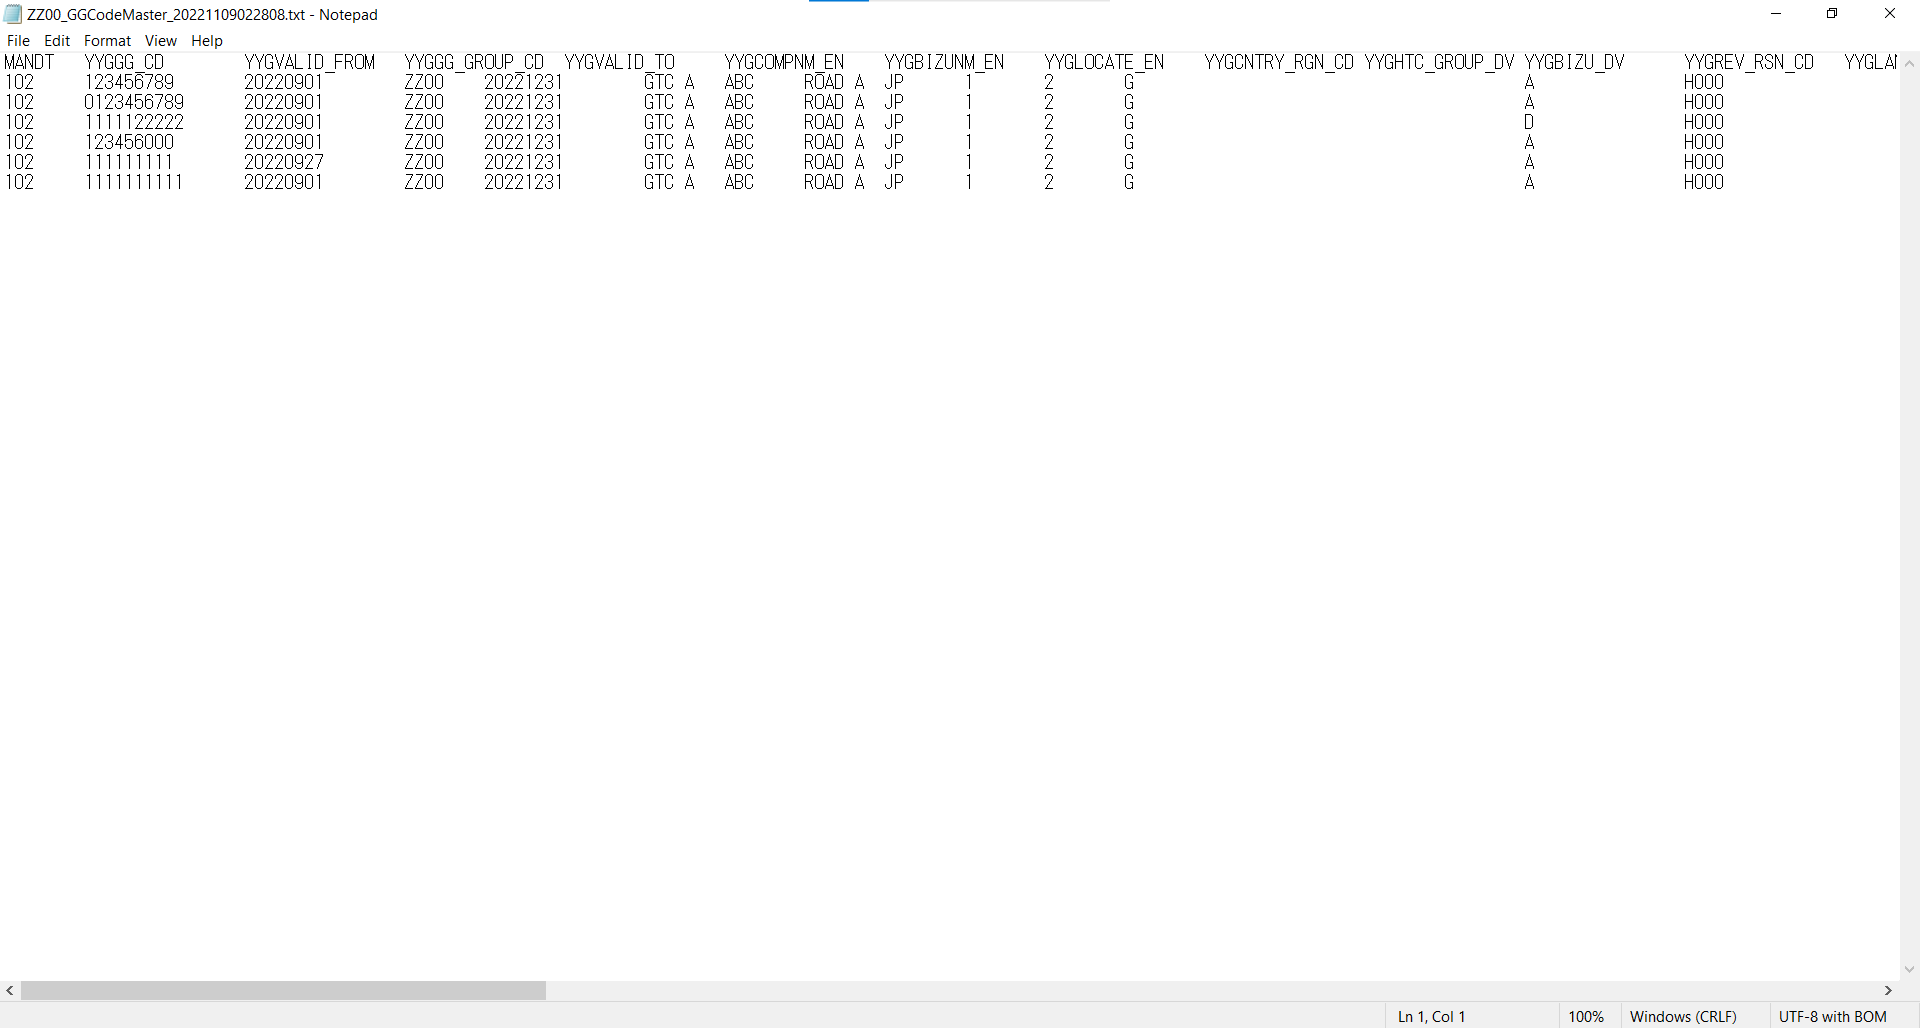 ZZ00_GGCodeMaster_20221109022808.txt - Notepad
File Edit Format View Help
MANDT YYGGG_CD YYGVALID_FROM YYGGG_GROUP_CD YYGVALID_TO YYGCOMPNM_EN YYGBIZUNM_EN YYGLOCATE_EN YYGCNTRY_RGN_CD YYGHTC_GROUP_DV YYGBIZU_DV YYGREV_RSN_CD YYGLAN
102 123456789 20220901 ZZ00 20221231 GTC A ABC ROAD A JP 1 2 G A H000
102 0123456789 20220901 ZZ00 20221231 GTC A ABC ROAD A JP 1 2 G A H000
102 1111122222 20220901 ZZ00 20221231 GTC A ABC ROAD A JP 1 2 G D H000
102 123456000 20220901 ZZ00 20221231 GTC A ABC ROAD A JP 1 2 G A H000
102 111111111 20220927 ZZ00 20221231 GTC A ABC ROAD A JP 1 2 G A H000
102 1111111111 20220901 ZZ00 20221231 GTC A ABC ROAD A JP 1 2 G A H000
Ln 1, Col 1 100% Windows (CRLF) UTF-8 with BOM